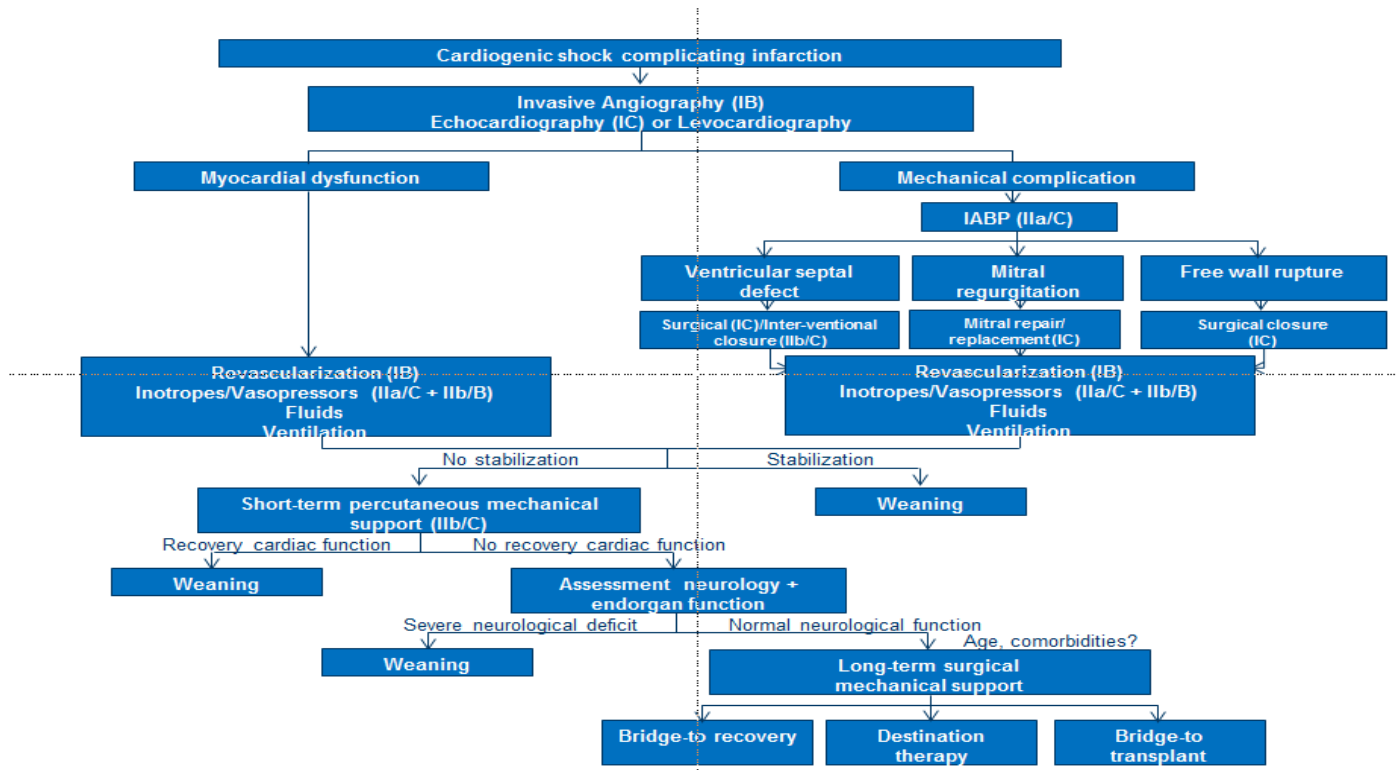 Cardiogenic shock complicating infarction
Invasive Angiography (IB)
Echocardiography (IC) or Levocardiography
Myocardial dysfunction
Mechanical complication
IABP (IIa/C)
Ventricular septal
defect
Mitral
regurgitation
Free wall rupture
Surgical (IC)/Inter-ventional
closure (IIb/C)
Mitral repair/
replacement (IC)
Surgical closure
(IC)
Revascularization (IB)
Inotropes/Vasopressors (IIa/C + IIb/B)
Fluids
Ventilation
Revascularization (IB)
Inotropes/Vasopressors (IIa/C + IIb/B)
Fluids
Ventilation
No stabilization
Stabilization
Short-term percutaneous mechanical
support (IIb/C)
Weaning
Recovery cardiac function
No recovery cardiac function
Weaning
Assessment neurology +
endorgan function
Severe neurological deficit
Normal neurological function
Age, comorbidities?
Weaning
Long-term surgical
mechanical support
Bridge-to recovery
Destination
therapy
Bridge-to
transplant